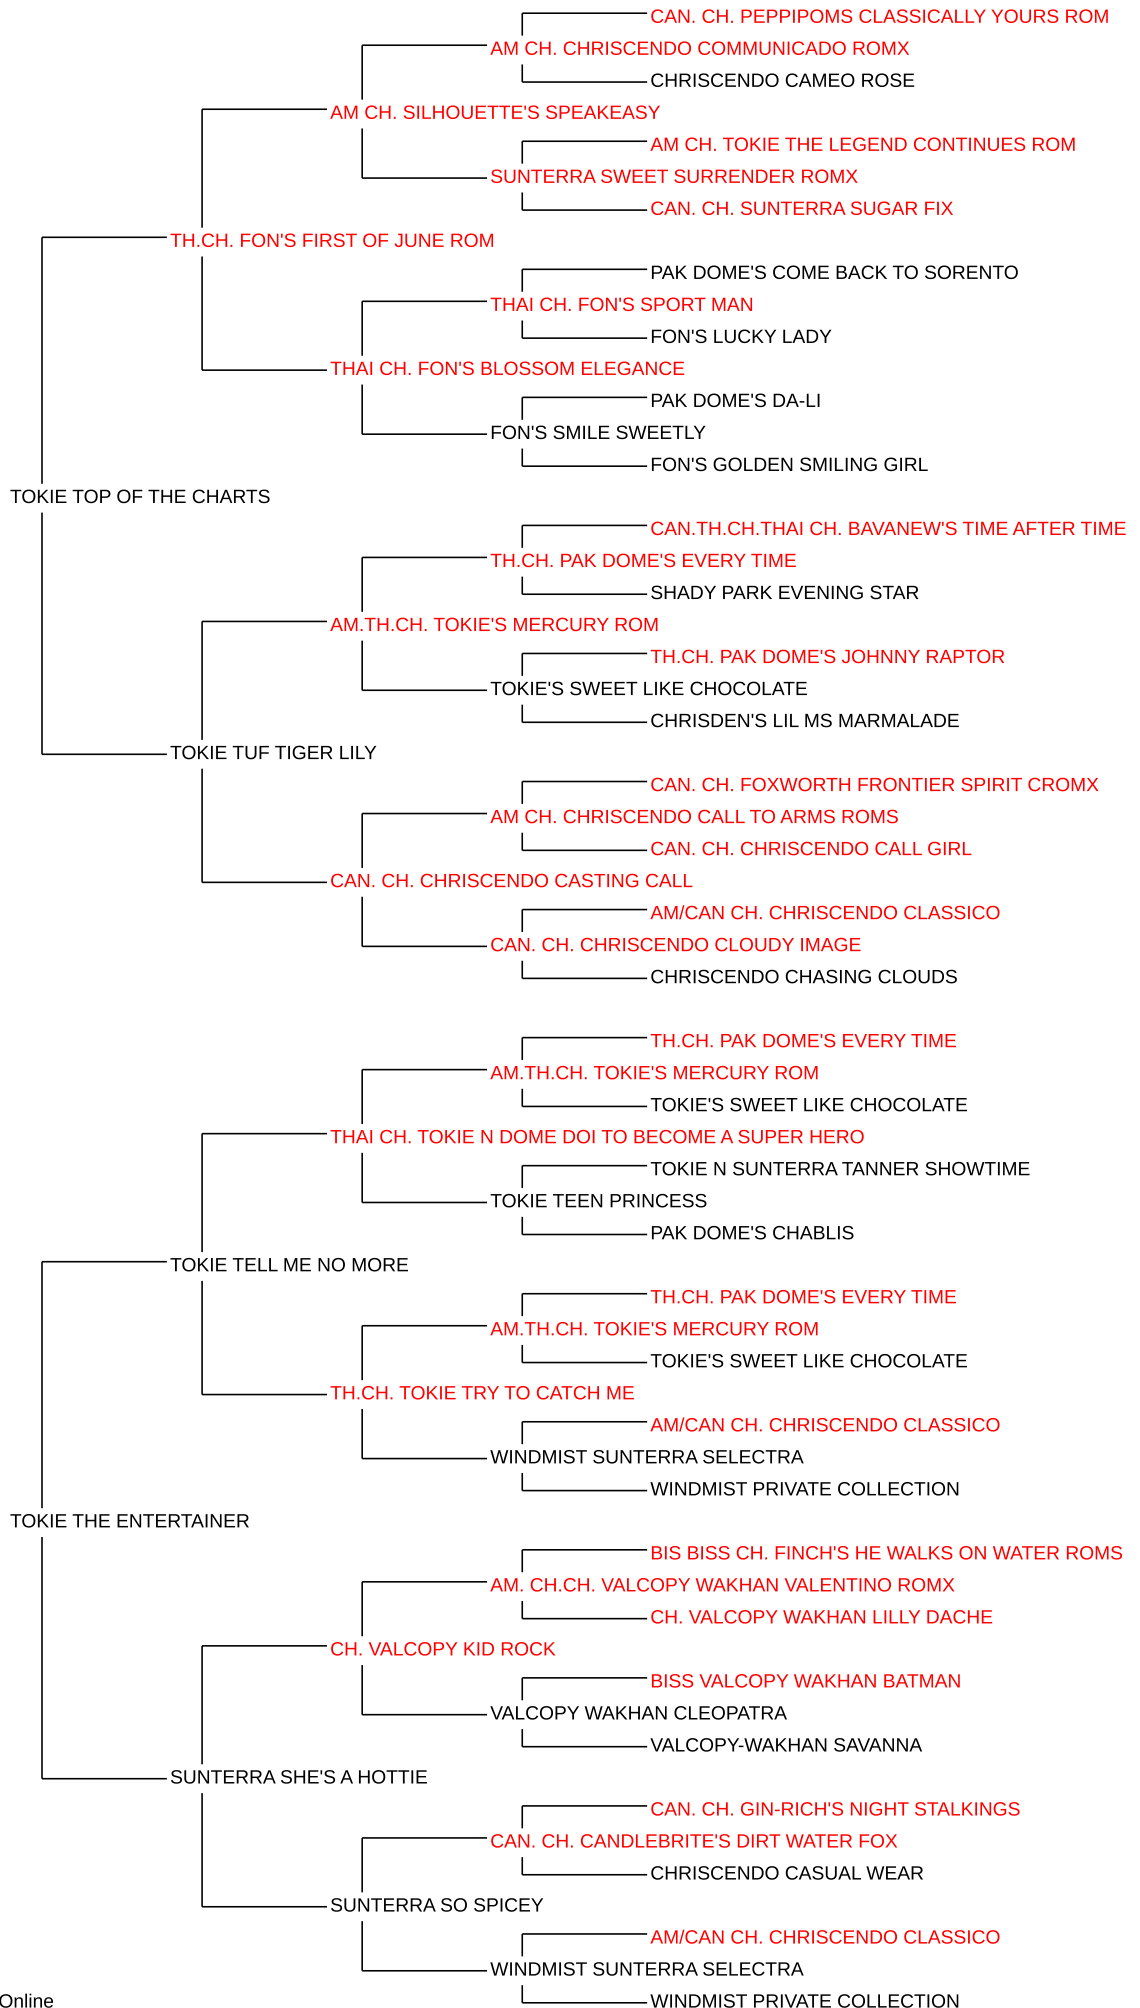 CAN. CH. PEPPIPOMS CLASSICALLY YOURS ROM
AM CH. CHRISCENDO COMMUNICADO ROMX
CHRISCENDO CAMEO ROSE
AM CH. SILHOUETTE'S SPEAKEASY
AM CH. TOKIE THE LEGEND CONTINUES ROM
SUNTERRA SWEET SURRENDER ROMX
CAN. CH. SUNTERRA SUGAR FIX
TH.CH. FON'S FIRST OF JUNE ROM
PAK DOME'S COME BACK TO SORENTO
THAI CH. FON'S SPORT MAN
FON'S LUCKY LADY
THAI CH. FON'S BLOSSOM ELEGANCE
PAK DOME'S DA-LI
FON'S SMILE SWEETLY
FON'S GOLDEN SMILING GIRL
TOKIE TOP OF THE CHARTS
CAN.TH.CH.THAI CH. BAVANEW'S TIME AFTER TIME
TH.CH. PAK DOME'S EVERY TIME
SHADY PARK EVENING STAR
AM.TH.CH. TOKIE'S MERCURY ROM
TH.CH. PAK DOME'S JOHNNY RAPTOR
TOKIE'S SWEET LIKE CHOCOLATE
CHRISDEN'S LIL MS MARMALADE
TOKIE TUF TIGER LILY
CAN. CH. FOXWORTH FRONTIER SPIRIT CROMX
AM CH. CHRISCENDO CALL TO ARMS ROMS
CAN. CH. CHRISCENDO CALL GIRL
CAN. CH. CHRISCENDO CASTING CALL
AM/CAN CH. CHRISCENDO CLASSICO
CAN. CH. CHRISCENDO CLOUDY IMAGE
CHRISCENDO CHASING CLOUDS
TH.CH. PAK DOME'S EVERY TIME
AM.TH.CH. TOKIE'S MERCURY ROM
TOKIE'S SWEET LIKE CHOCOLATE
THAI CH. TOKIE N DOME DOI TO BECOME A SUPER HERO
TOKIE N SUNTERRA TANNER SHOWTIME
TOKIE TEEN PRINCESS
PAK DOME'S CHABLIS
TOKIE TELL ME NO MORE
TH.CH. PAK DOME'S EVERY TIME
AM.TH.CH. TOKIE'S MERCURY ROM
TOKIE'S SWEET LIKE CHOCOLATE
TH.CH. TOKIE TRY TO CATCH ME
AM/CAN CH. CHRISCENDO CLASSICO
WINDMIST SUNTERRA SELECTRA
WINDMIST PRIVATE COLLECTION
TOKIE THE ENTERTAINER
BIS BISS CH. FINCH'S HE WALKS ON WATER ROMS
AM. CH.CH. VALCOPY WAKHAN VALENTINO ROMX
CH. VALCOPY WAKHAN LILLY DACHE
CH. VALCOPY KID ROCK
BISS VALCOPY WAKHAN BATMAN
VALCOPY WAKHAN CLEOPATRA
VALCOPY-WAKHAN SAVANNA
SUNTERRA SHE'S A HOTTIE
CAN. CH. GIN-RICH'S NIGHT STALKINGS
CAN. CH. CANDLEBRITE'S DIRT WATER FOX
CHRISCENDO CASUAL WEAR
SUNTERRA SO SPICEY
AM/CAN CH. CHRISCENDO CLASSICO
WINDMIST SUNTERRA SELECTRA
WINDMIST PRIVATE COLLECTION
Online